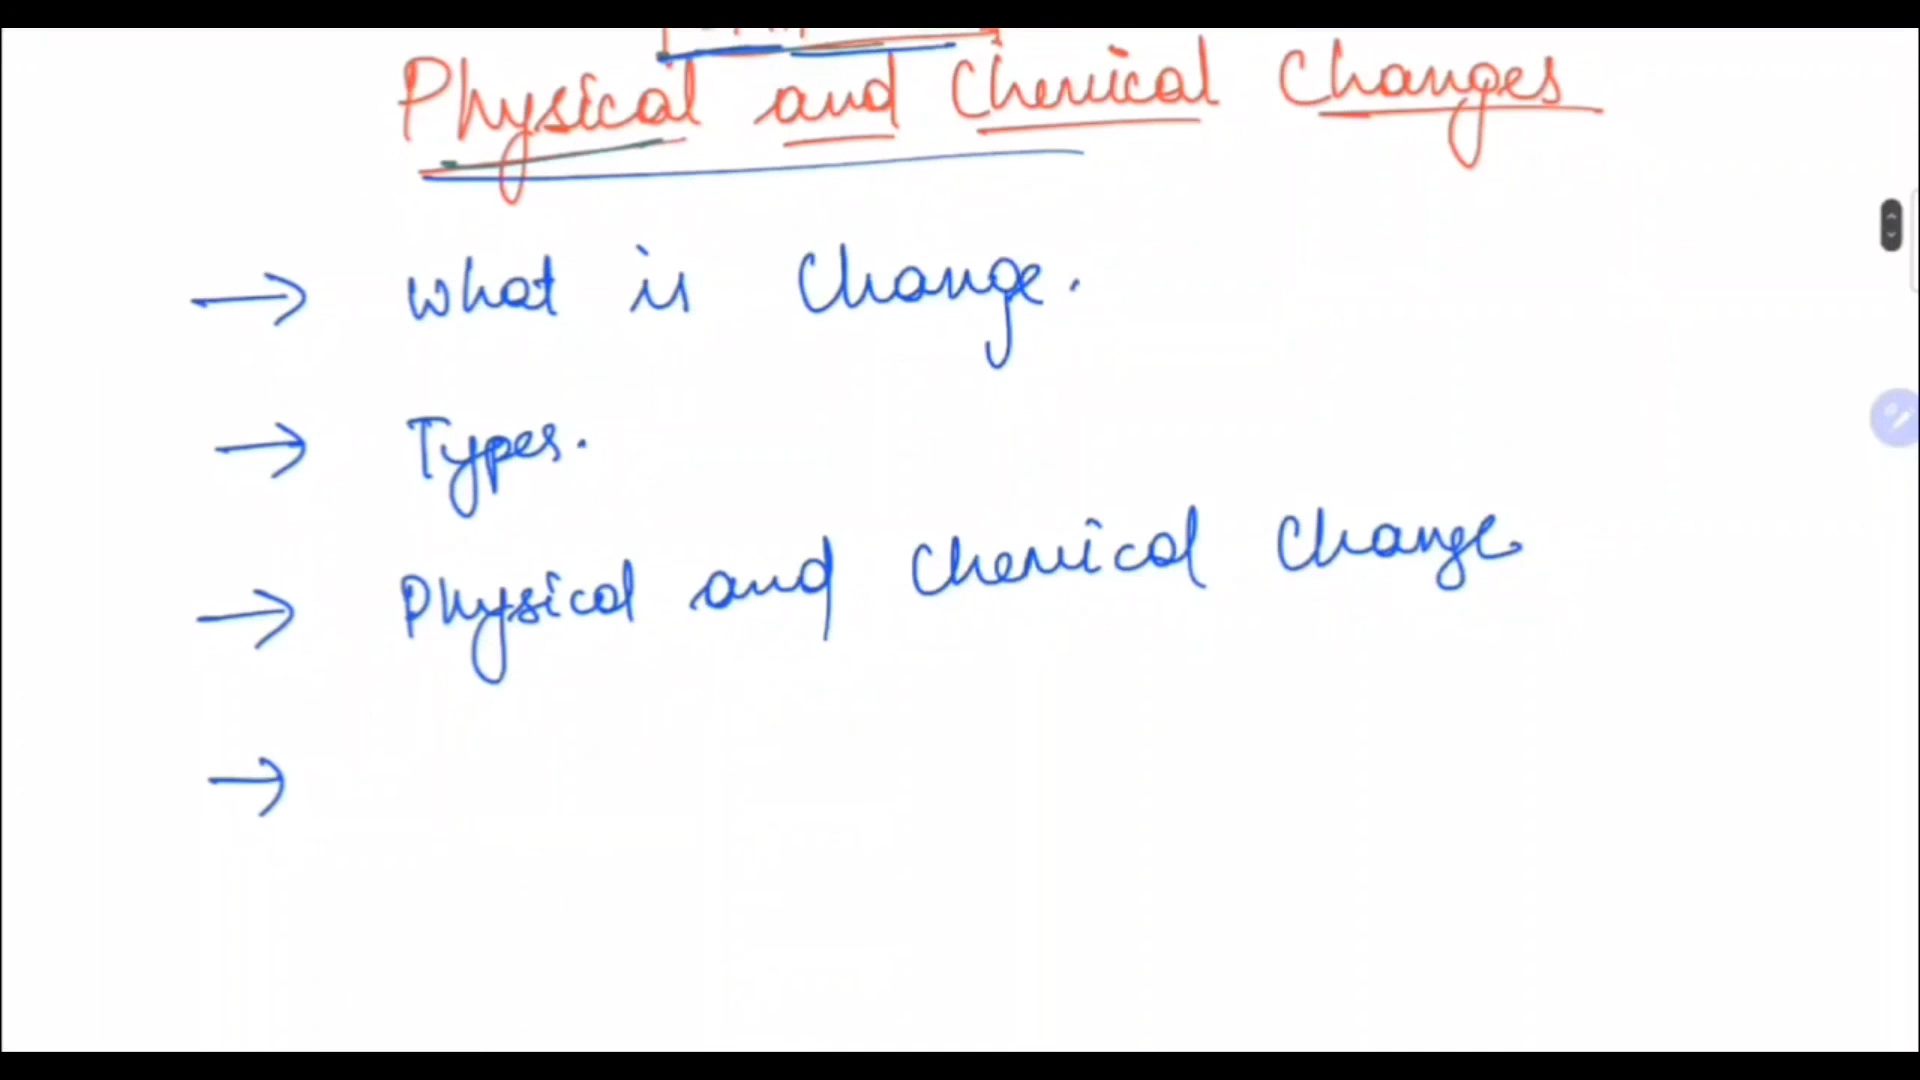 Physical and Chemical Changes
→ What is Change.
→ Types.
→ Physical and Chemical Change
→